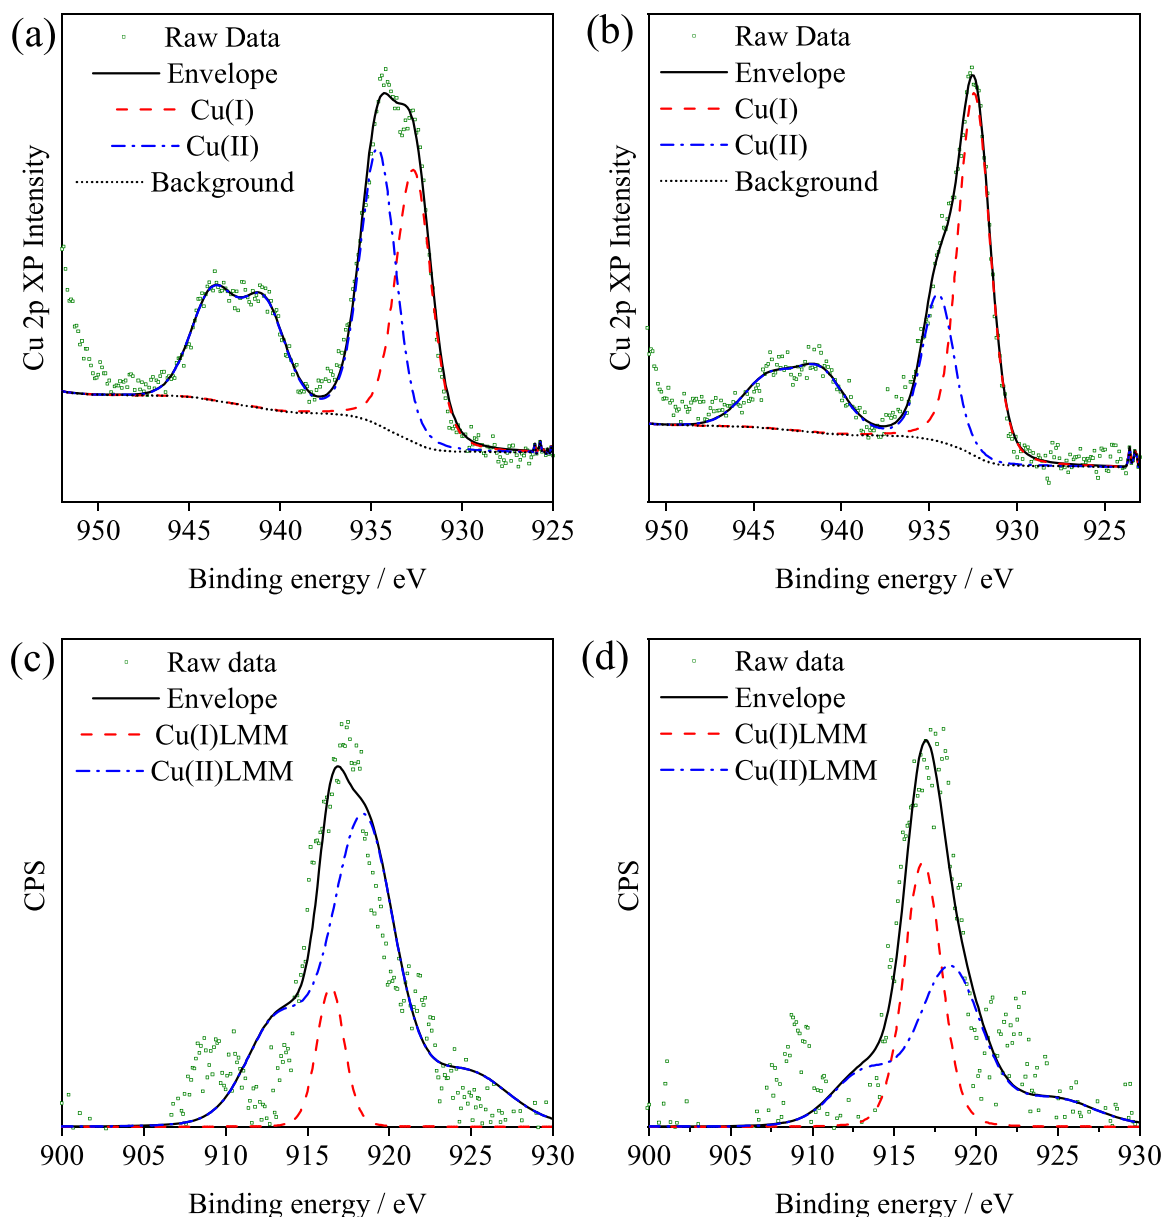 (a)
Raw Data
Envelope
Cu(I)
Cu(II)
Background
Cu 2p XP Intensity
950 945 940 935 930 925
Binding energy / eV
(b)
Raw Data
Envelope
Cu(I)
Cu(II)
Background
Cu 2p XP Intensity
950 945 940 935 930 925
Binding energy / eV
(c)
Raw data
Envelope
Cu(I)LMM
Cu(II)LMM
CPS
900 905 910 915 920 925 930
Binding energy / eV
(d)
Raw data
Envelope
Cu(I)LMM
Cu(II)LMM
CPS
900 905 910 915 920 925 930
Binding energy / eV